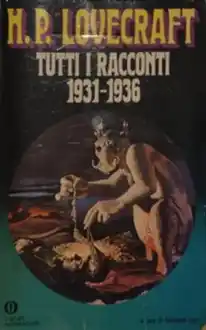 H. P. LOVECRAFT
TUTTI I RACCONTI
1931-1936